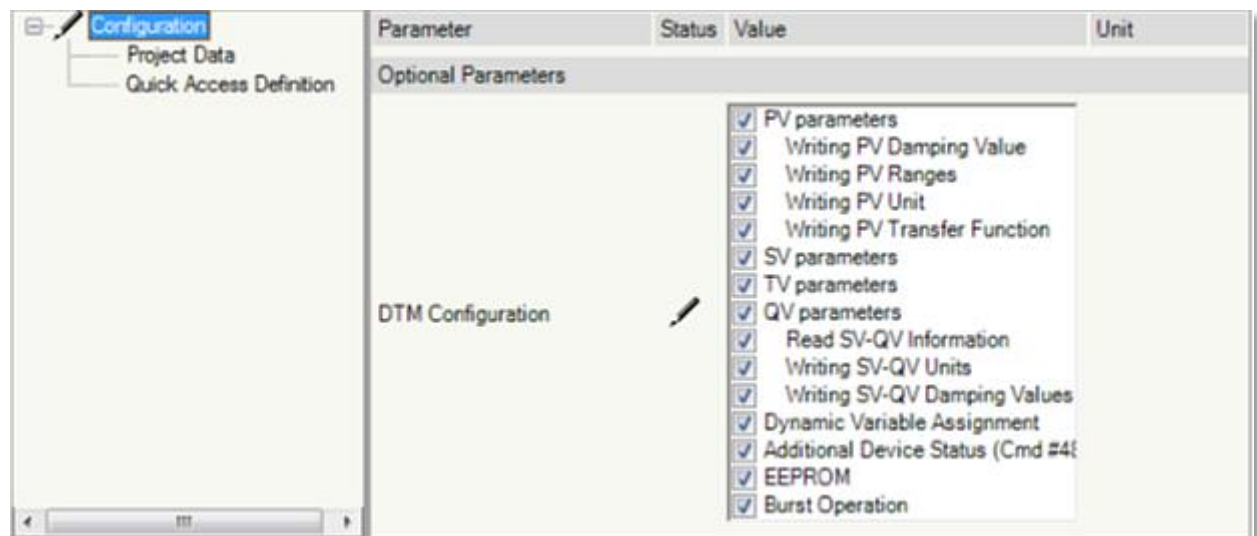 Configuration
Project Data
Quick Access Definition
Parameter Status Value Unit
Optional Parameters
PV parameters
Writing PV Damping Value
Writing PV Ranges
Writing PV Unit
Writing PV Transfer Function
SV parameters
TV parameters
DTM Configuration
QV parameters
Read SV-QV Information
Writing SV-QV Units
Writing SV-QV Damping Values
Dynamic Variable Assignment
Additional Device Status (Cmd #48
EEPROM
Burst Operation